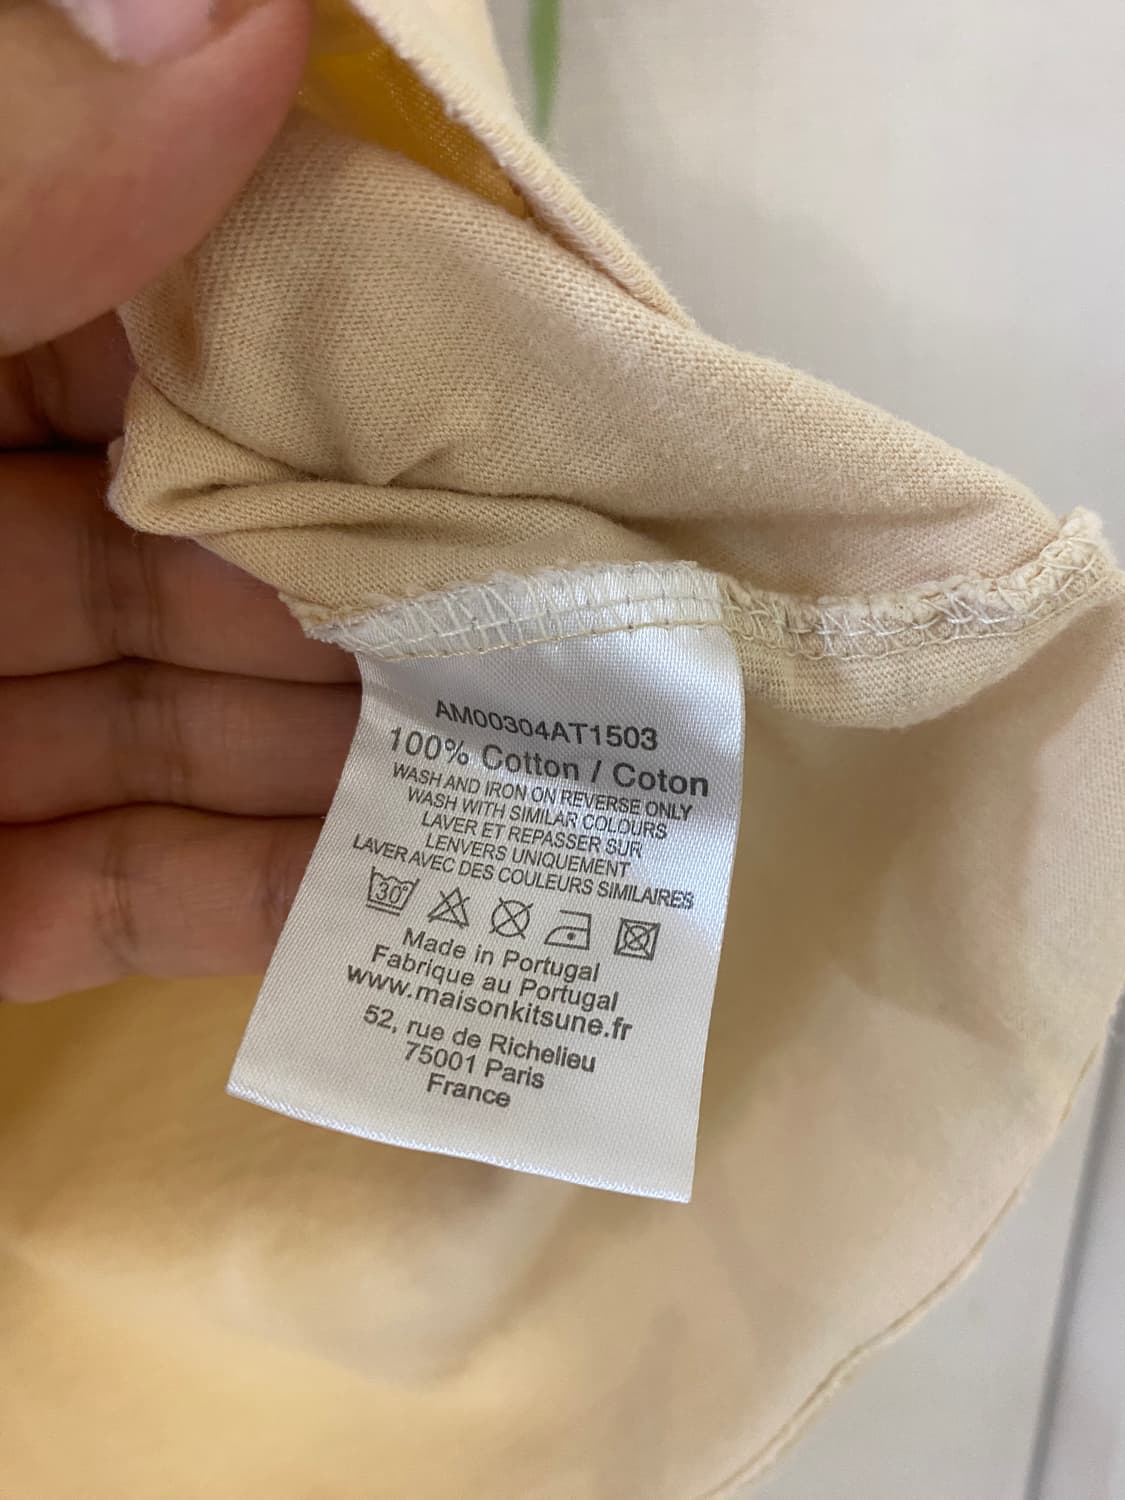 AM00304AT1503
100% Cotton / Coton
WASH AND IRON ON REVERSE ONLY
WASH WITH SIMILAR COLOURS
LAVER ET REPASSER SUR
LENVERS UNIQUEMENT
LAVER AVEC DES COULEURS SIMILAIRES
30°
Made in Portugal
Fabrique au Portugal
www.maisonkitsune.fr
52, rue de Richelieu
75001 Paris
France